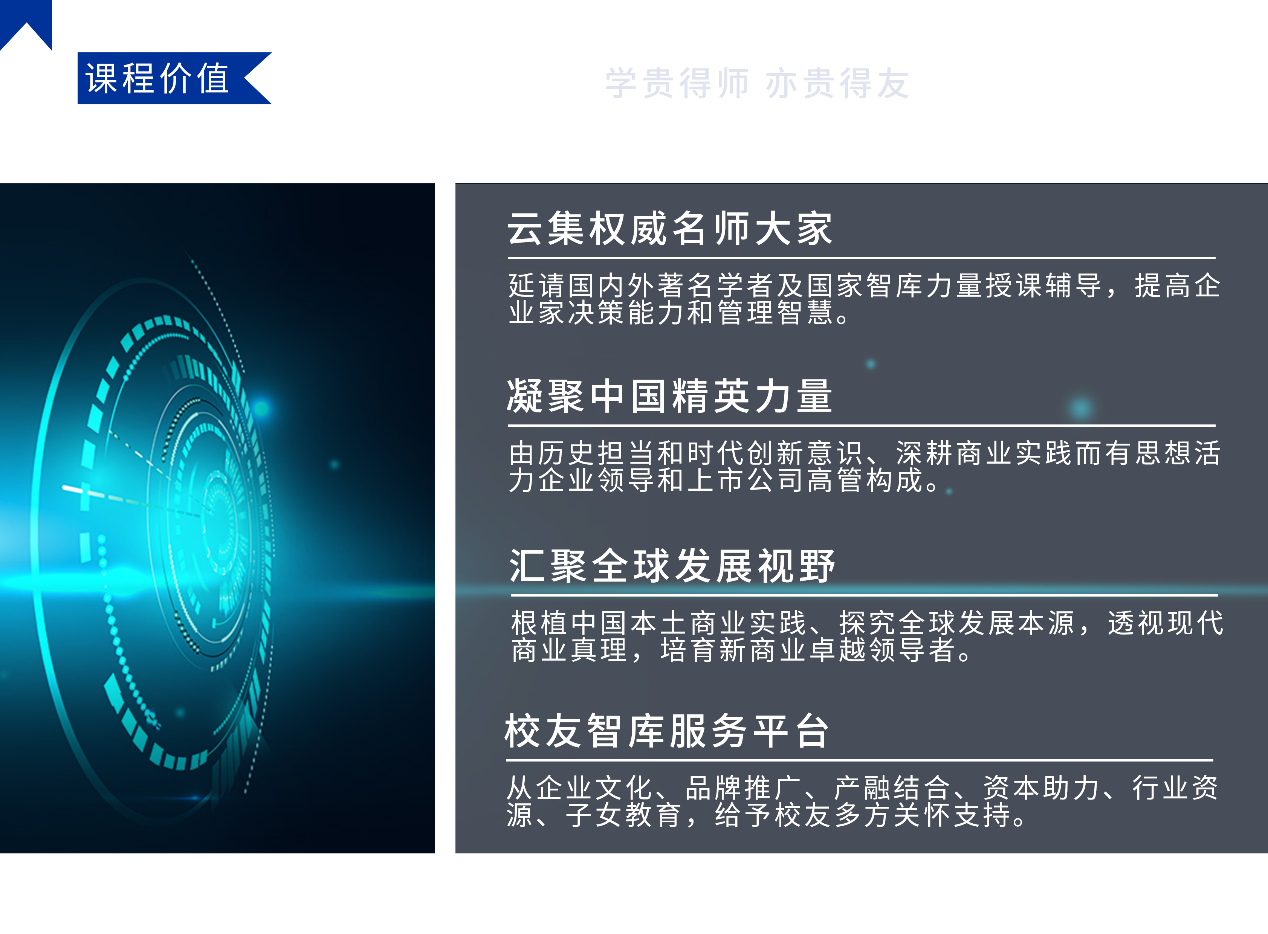 课程价值
学贵得师 亦贵得友
云集权威名师大家
延请国内外著名学者及国家智库力量授课辅导，提高企
业家决策能力和管理智慧。
凝聚中国精英力量
由历史担当和时代创新意识、深耕商业实践而有思想活
力企业领导和上市公司高管构成。
汇聚全球发展视野
根植中国本土商业实践、探究全球发展本源，透视现代
商业真理，培育新商业卓越领导者。
校友智库服务平台
从企业文化、品牌推广、产融结合、资本助力、行业资
源、子女教育，给予校友多方关怀支持。